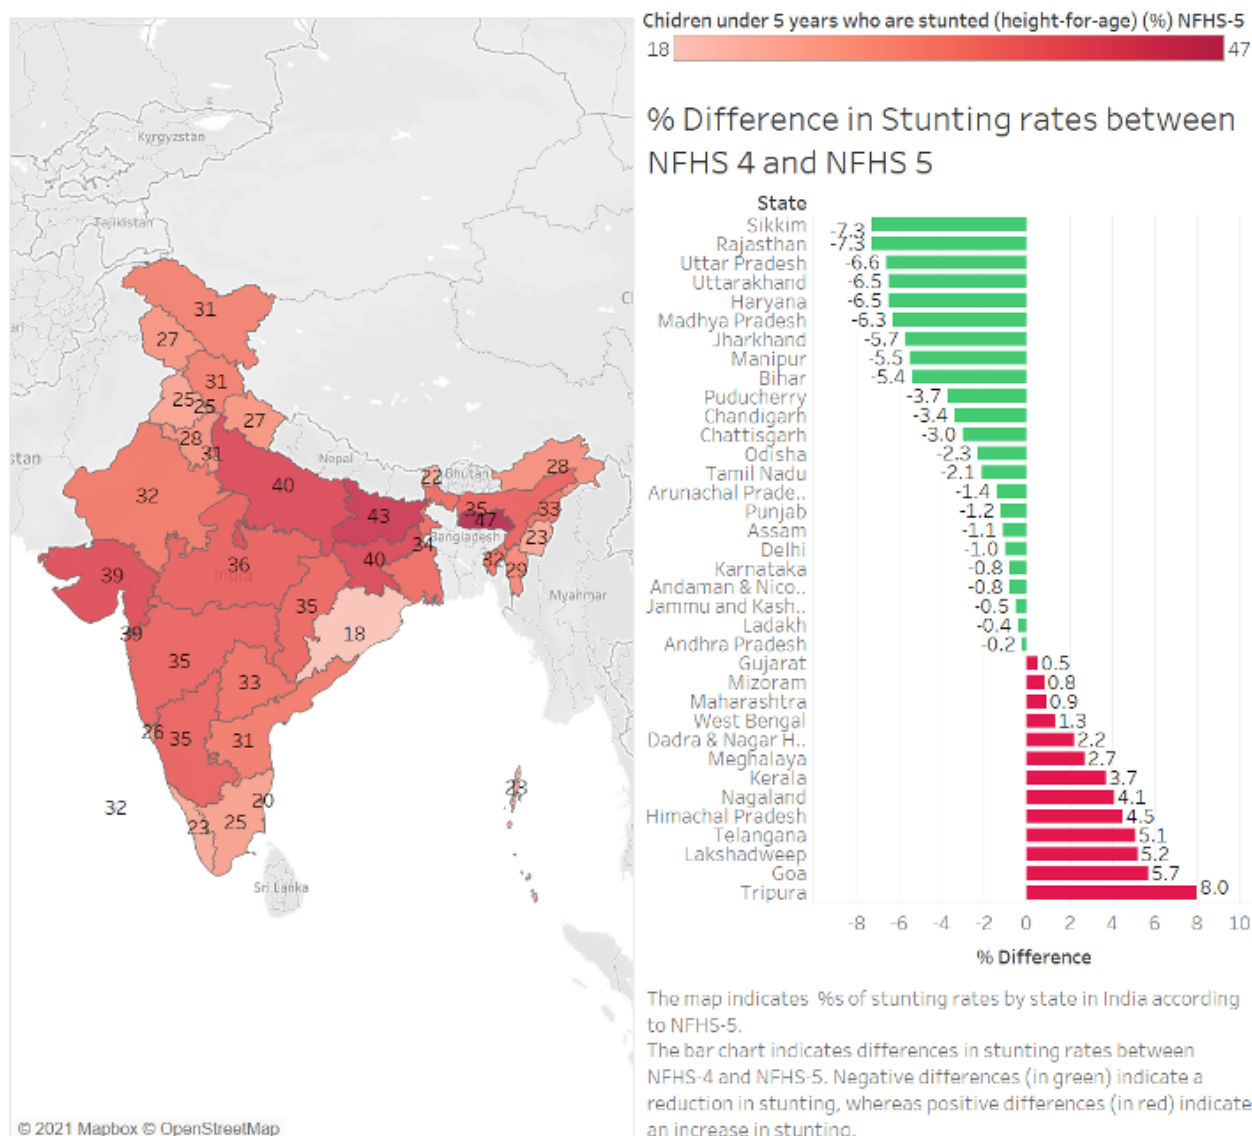 Chidren under 5 years who are stunted (height-for-age) (%) NFHS-5
18 47
% Difference in Stunting rates between
NFHS 4 and NFHS 5
State
Sikkim -7.3
Rajasthan -7.3
Uttar Pradesh -6.6
Uttarakhand -6.5
Haryana -6.5
Madhya Pradesh -6.3
Jharkhand -5.7
Manipur -5.5
Bihar -5.4
Puducherry -3.7
Chandigarh -3.4
Chattisgarh -3.0
Odisha -2.3
Tamil Nadu -2.1
Arunachal Prade.. -1.4
Punjab -1.2
Assam -1.1
Delhi -1.0
Karnataka -0.8
Andaman & Nico.. -0.8
Jammu and Kash.. -0.5
Ladakh -0.4
Andhra Pradesh -0.2
Gujarat 0.5
Mizoram 0.8
Maharashtra 0.9
West Bengal 1.3
Dadra & Nagar H.. 2.2
Meghalaya 2.7
Kerala 3.7
Nagaland 4.1
Himachal Pradesh 4.5
Telangana 5.1
Lakshadweep 5.2
Goa 5.7
Tripura 8.0
-8 -6 -4 -2 0 2 4 6 8 10
% Difference
The map indicates %s of stunting rates by state in India according
to NFHS-5.
The bar chart indicates differences in stunting rates between
NFHS-4 and NFHS-5. Negative differences (in green) indicate a
reduction in stunting, whereas positive differences (in red) indicate
an increase in stunting.
Kyrgyzstan
Tajikistan
31
27
31
25
25
27
28
31
stan
Nepal
22
Bhutan
28
32
40
43
35
47
33
Bangladesh
23
34
39
36
India
40
32
29
Myanmar
35
39
18
35
33
26
35
31
32
20
23
23
25
Sri Lanka
© 2021 Mapbox © OpenStreetMap